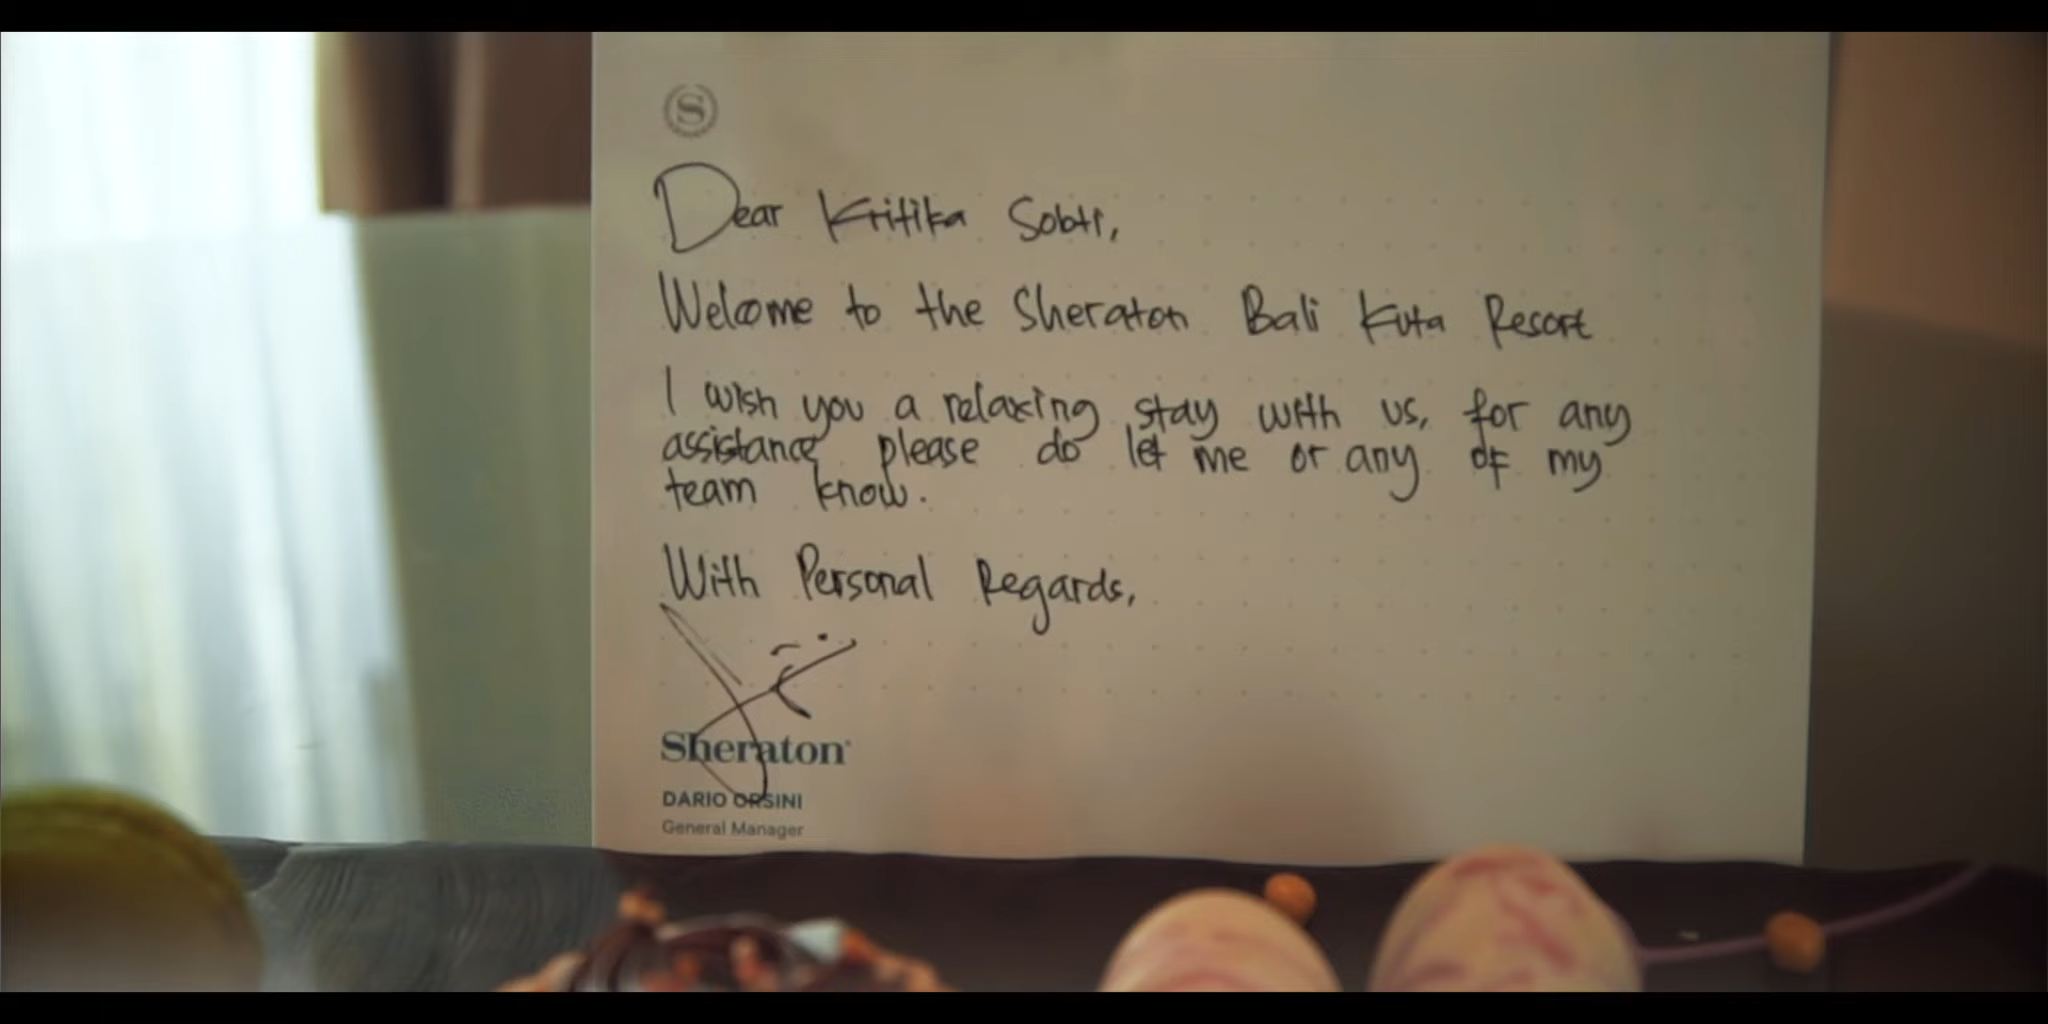 S
Dear Kritika Sobti,
Welcome to the Sheraton Bali Kuta Resort
I wish you a relaxing stay with us, for any
assistance please do let me or any of my
team know.
With Personal Regards,
Sheraton
DARIO ORSINI
General Manager